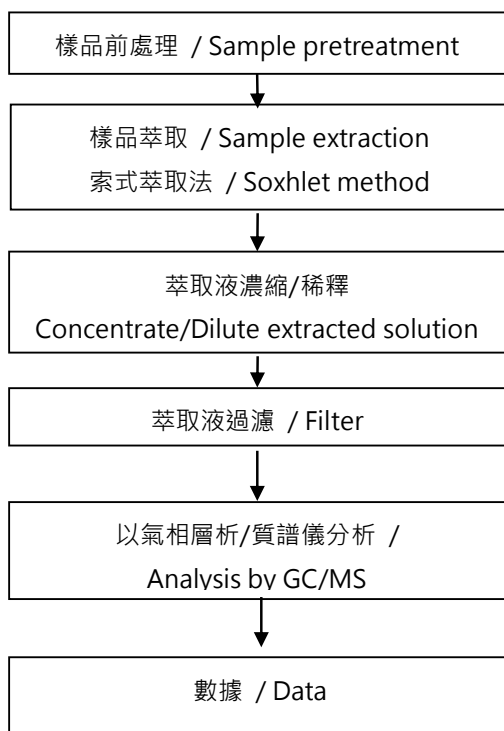 樣品前處理 / Sample pretreatment
樣品萃取 / Sample extraction
索式萃取法 / Soxhlet method
萃取液濃縮/稀釋
Concentrate/Dilute extracted solution
萃取液過濾 / Filter
以氣相層析/質譜儀分析 /
Analysis by GC/MS
數據 / Data